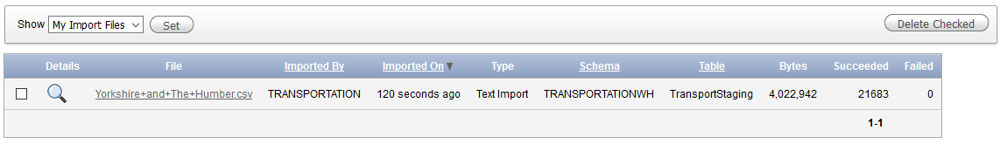 Show My Import Files Set Delete Checked
Details File Imported By Imported On Type Schema Table Bytes Succeeded Failed
Yorkshire+and+The+Humber.csv TRANSPORTATION 120 seconds ago Text Import TRANSPORTATIONWH TransportStaging 4,022,942 21683 0
1-1